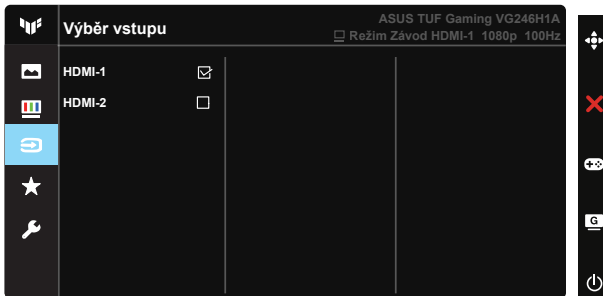 Výběr vstupu
ASUS TUF Gaming VG246H1A
Režim Závod HDMI-1 1080p 100Hz
HDMI-1
HDMI-2
G